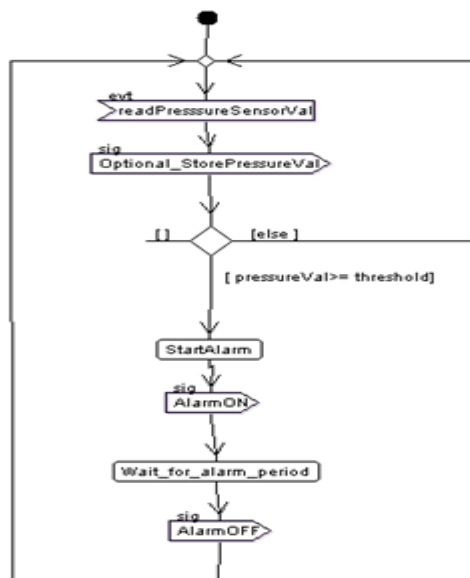 evt
readPresssureSensorVal
sig
Optional_StorePressureVal
[ ] [else ]
[ pressureVal>= threshold]
StartAlarm
sig
AlarmON
Wait_for_alarm_period
sig
AlarmOFF